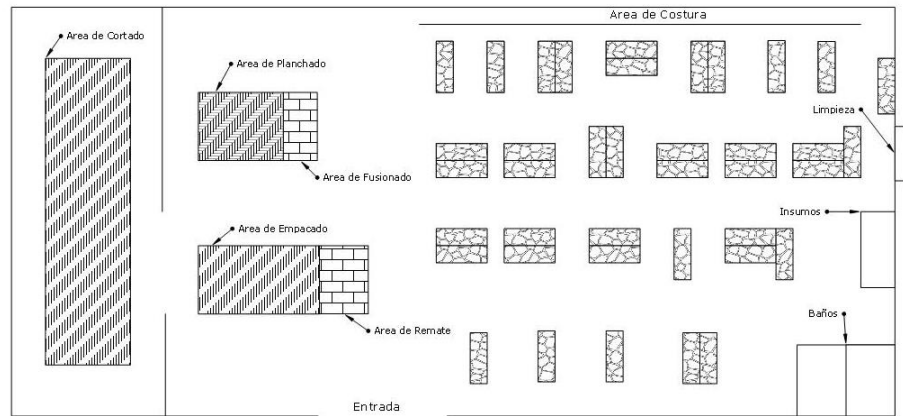 Area de Costura
Area de Cortado
Area de Planchado
Limpieza
Area de Fusionado
Insumos
Area de Empacado
Baños
Area de Remate
Entrada